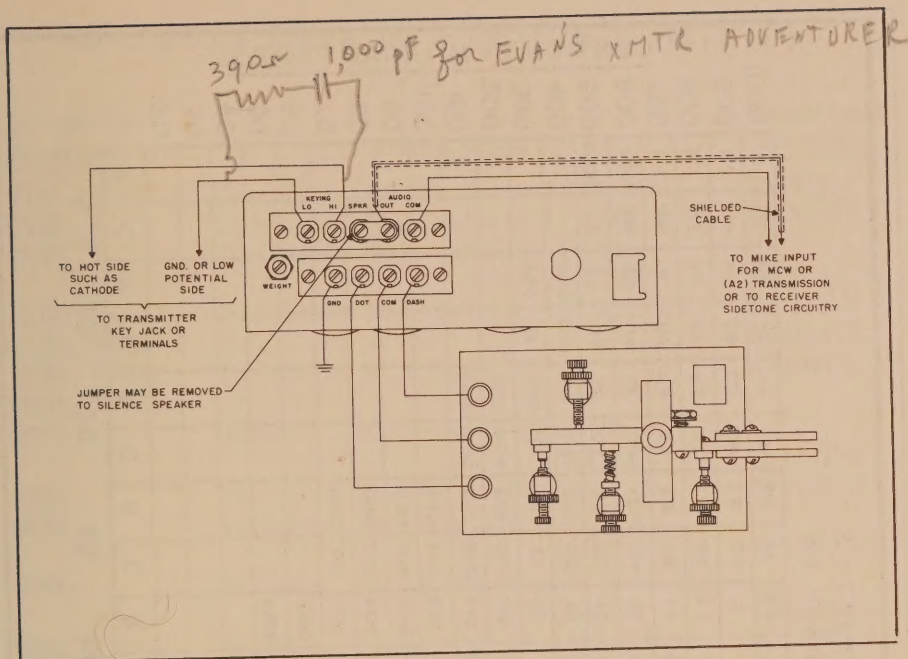 390Ω 1,000 pF for EVANS XMTR ADVENTURER
KEYING
LO HI SPKR
AUDIO
OUT COM
WEIGHT
GND DOT COM DASH
TO HOT SIDE
SUCH AS
CATHODE
GND. OR LOW
POTENTIAL
SIDE
TO TRANSMITTER
KEY JACK OR
TERMINALS
JUMPER MAY BE REMOVED
TO SILENCE SPEAKER
SHIELDED
CABLE
TO MIKE INPUT
FOR MCW OR
(A2) TRANSMISSION
OR TO RECEIVER
SIDETONE CIRCUITRY